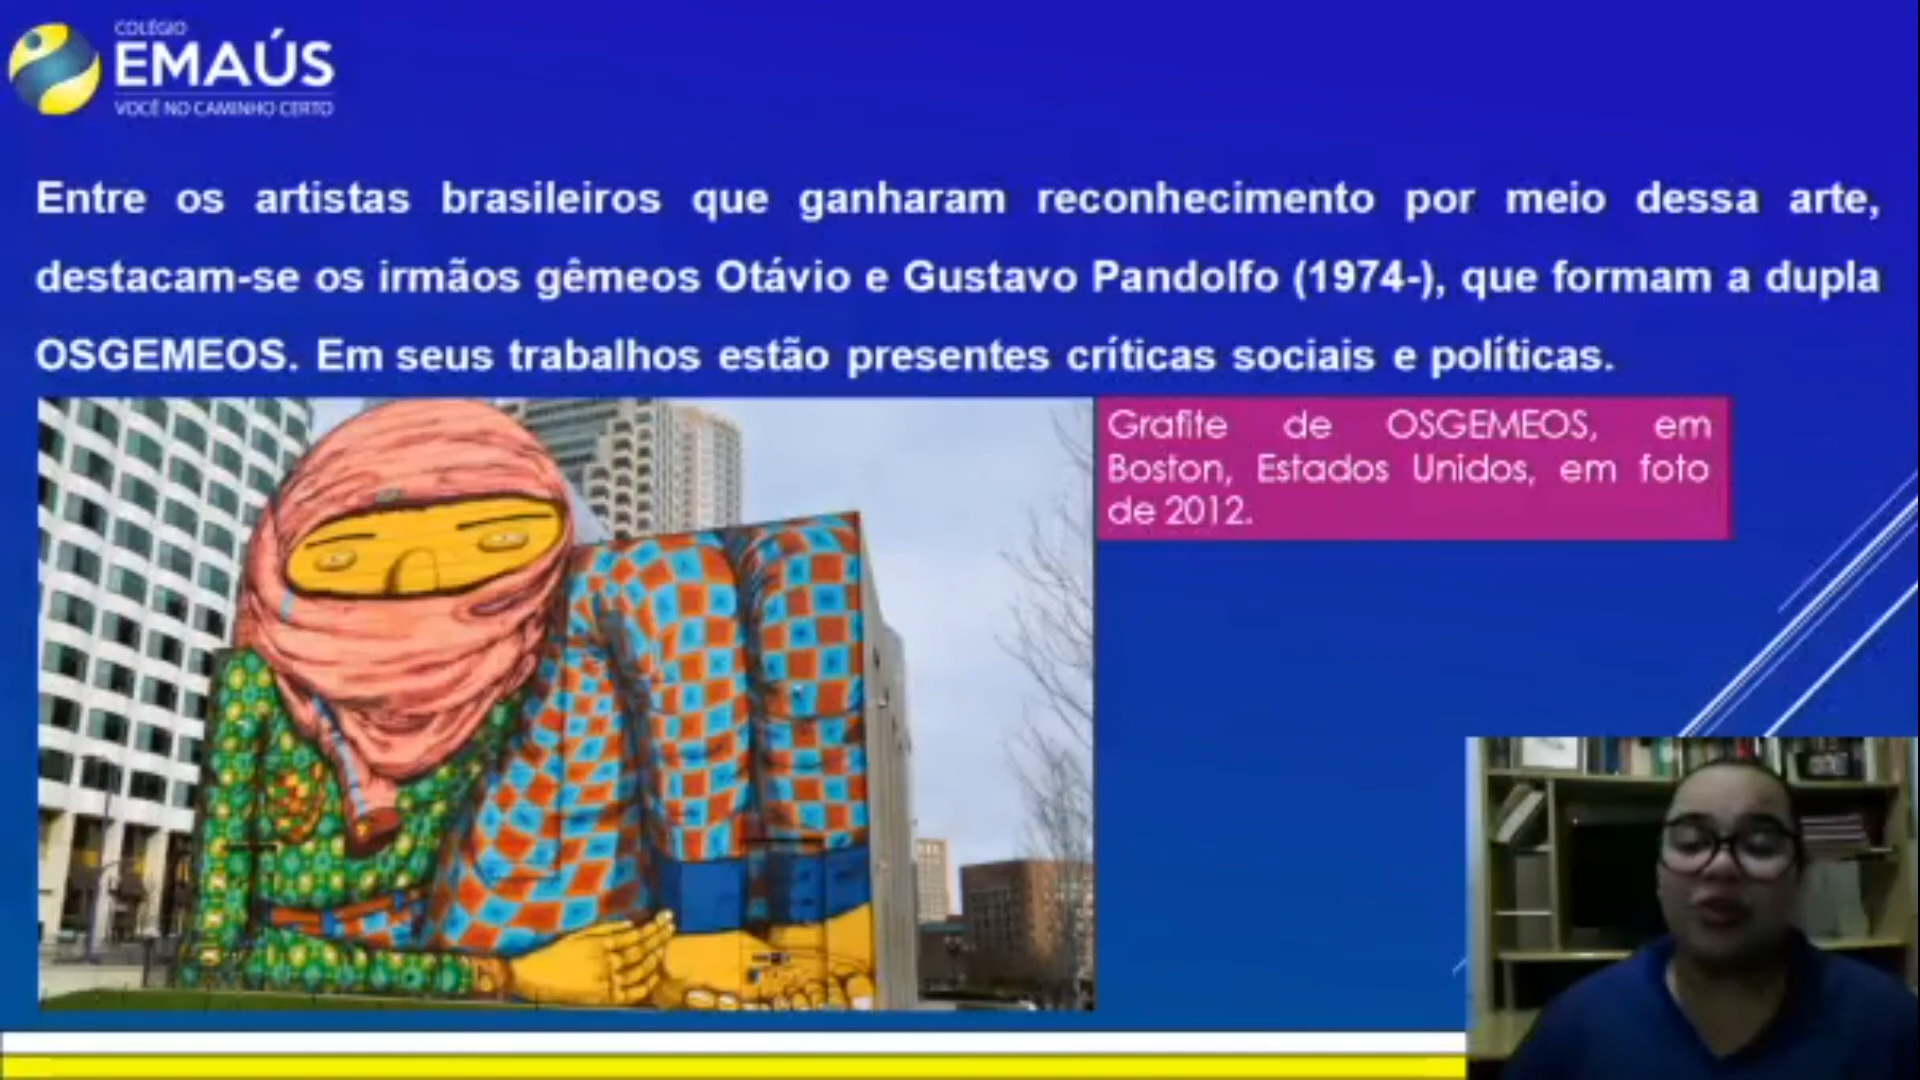 COLÉGIO
EMAÚS
VOCÊ NO CAMINHO CERTO
Entre os artistas brasileiros que ganharam reconhecimento por meio dessa arte,
destacam-se os irmãos gêmeos Otávio e Gustavo Pandolfo (1974-), que formam a dupla
OSGEMEOS. Em seus trabalhos estão presentes críticas sociais e políticas.
Grafite de OSGEMEOS, em
Boston, Estados Unidos, em foto
de 2012.